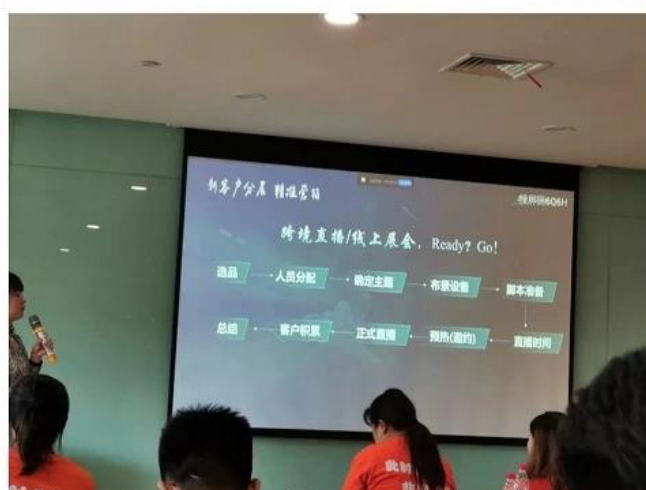 新客户分层 精准营销
跨境直播/线上展会，Ready? Go!
选品 人员分配 确定主题 布景设备 脚本准备
总结 客户积累 正式直播 预热(邀约) 直播时间
此时